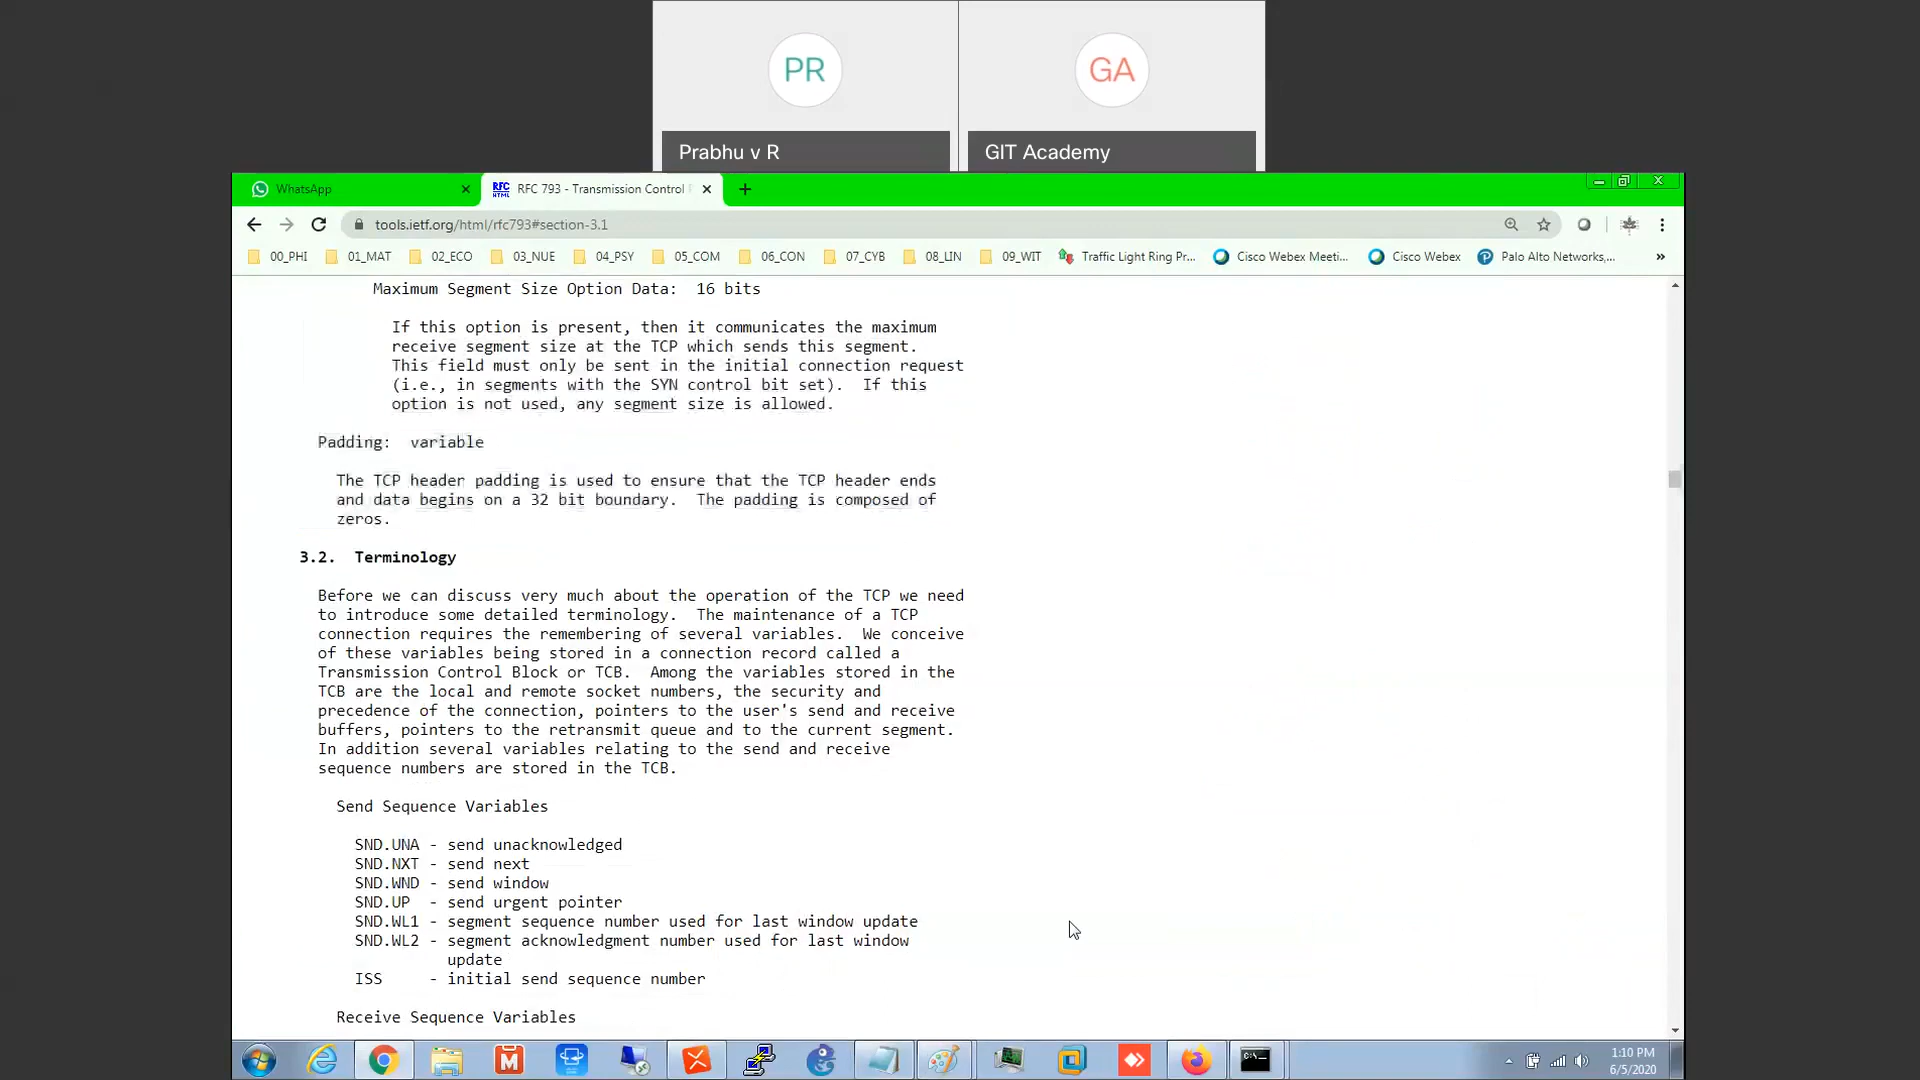 PR
GA
Prabhu v R
GIT Academy
WhatsApp
RFC 793 - Transmission Control
tools.ietf.org/html/rfc793#section-3.1
00_PHI 01_MAT 02_ECO 03_NUE 04_PSY 05_COM 06_CON 07_CYB 08_LIN 09_WIT Traffic Light Ring Pr... Cisco Webex Meeti... Cisco Webex Palo Alto Networks,... »
Maximum Segment Size Option Data: 16 bits
If this option is present, then it communicates the maximum
receive segment size at the TCP which sends this segment.
This field must only be sent in the initial connection request
(i.e., in segments with the SYN control bit set). If this
option is not used, any segment size is allowed.
Padding: variable
The TCP header padding is used to ensure that the TCP header ends
and data begins on a 32 bit boundary. The padding is composed of
zeros.
3.2. Terminology
Before we can discuss very much about the operation of the TCP we need
to introduce some detailed terminology. The maintenance of a TCP
connection requires the remembering of several variables. We conceive
of these variables being stored in a connection record called a
Transmission Control Block or TCB. Among the variables stored in the
TCB are the local and remote socket numbers, the security and
precedence of the connection, pointers to the user's send and receive
buffers, pointers to the retransmit queue and to the current segment.
In addition several variables relating to the send and receive
sequence numbers are stored in the TCB.
Send Sequence Variables
SND.UNA - send unacknowledged
SND.NXT - send next
SND.WND - send window
SND.UP - send urgent pointer
SND.WL1 - segment sequence number used for last window update
SND.WL2 - segment acknowledgment number used for last window
update
ISS - initial send sequence number
Receive Sequence Variables
1:10 PM
6/5/2020